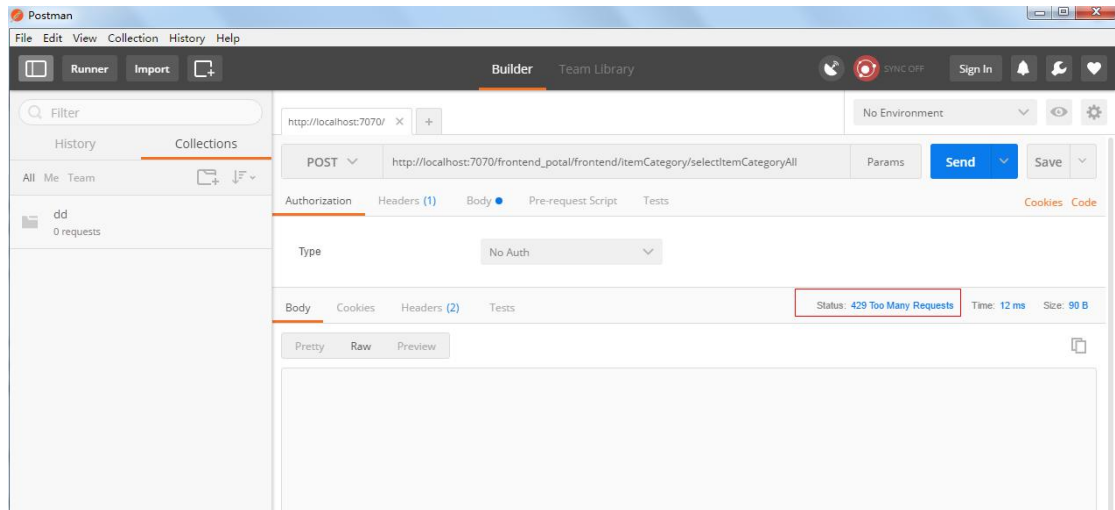 Postman
File Edit View Collection History Help
Runner Import Builder Team Library SYNC OFF Sign In
Filter
History Collections
All Me Team
dd
0 requests
http://localhost:7070/ No Environment
POST http://localhost:7070/frontend_potal/frontend/itemCategory/selectItemCategoryAll Params Send Save
Authorization Headers (1) Body Pre-request Script Tests Cookies Code
Type No Auth
Body Cookies Headers (2) Tests Status: 429 Too Many Requests Time: 12 ms Size: 90 B
Pretty Raw Preview